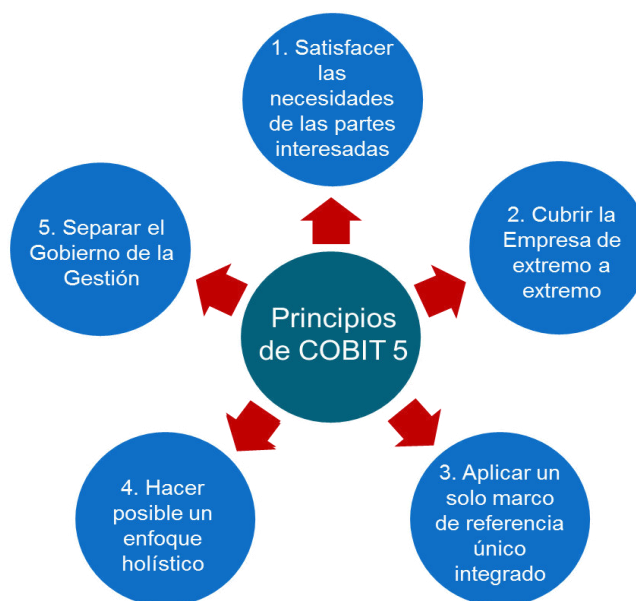 1. Satisfacer
las
necesidades
de las partes
interesadas
2. Cubrir la
Empresa de
extremo a
extremo
3. Aplicar un
solo marco
de referencia
único
integrado
4. Hacer
posible un
enfoque
holístico
5. Separar el
Gobierno de la
Gestión
Principios
de COBIT 5